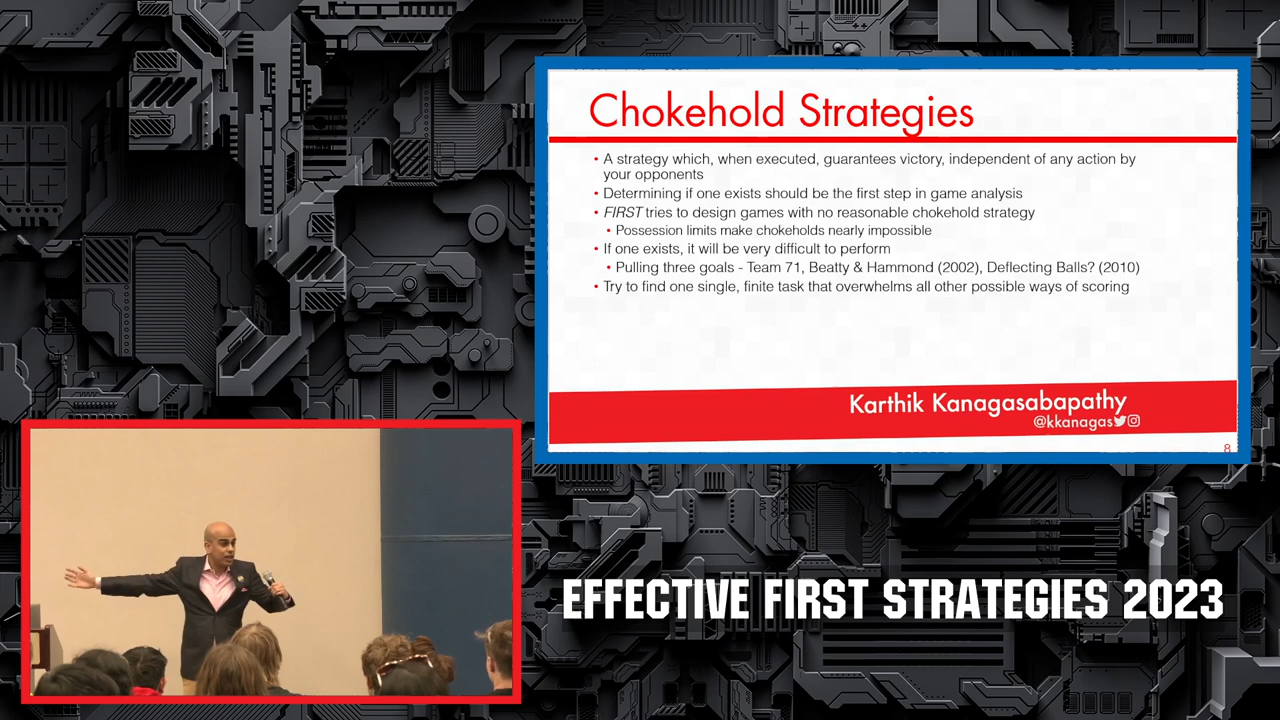 Chokehold Strategies
• A strategy which, when executed, guarantees victory, independent of any action by
your opponents
• Determining if one exists should be the first step in game analysis
• FIRST tries to design games with no reasonable chokehold strategy
• Possession limits make chokeholds nearly impossible
• If one exists, it will be very difficult to perform
• Pulling three goals - Team 71, Beatty & Hammond (2002), Deflecting Balls? (2010)
• Try to find one single, finite task that overwhelms all other possible ways of scoring
Karthik Kanagasabapathy
@kkanagas
8
EFFECTIVE FIRST STRATEGIES 2023